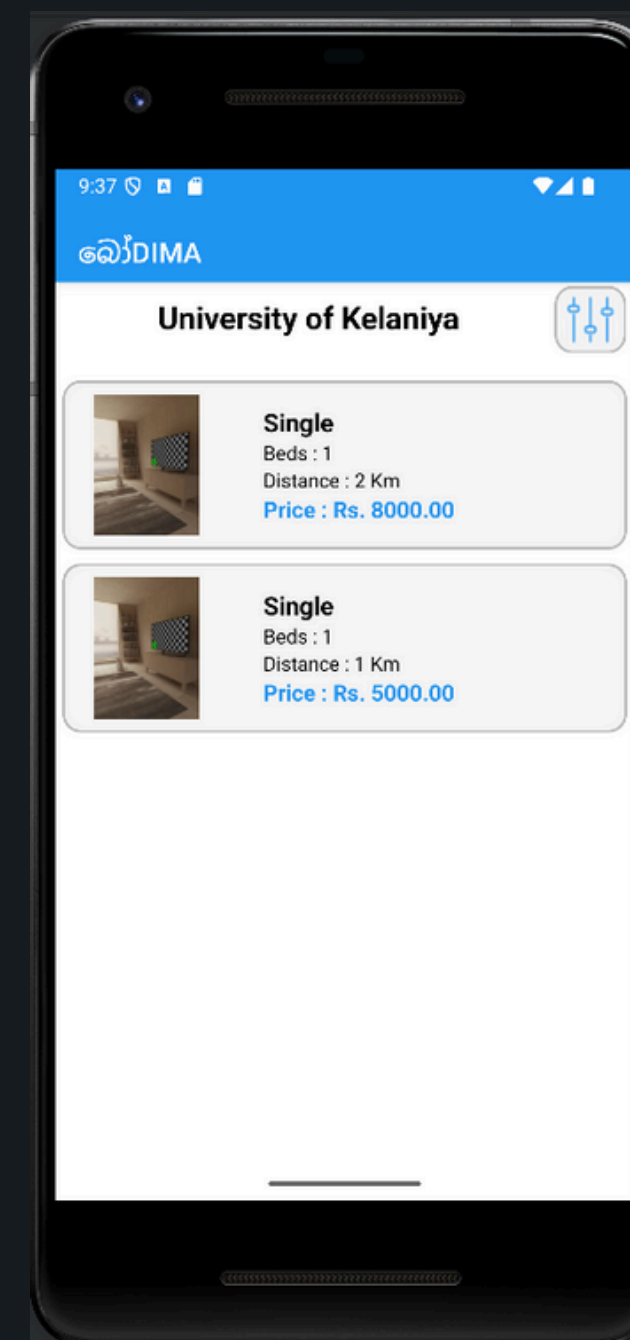 9:37
බෝDIMA
University of Kelaniya
Single
Beds : 1
Distance : 2 Km
Price : Rs. 8000.00
Single
Beds : 1
Distance : 1 Km
Price : Rs. 5000.00